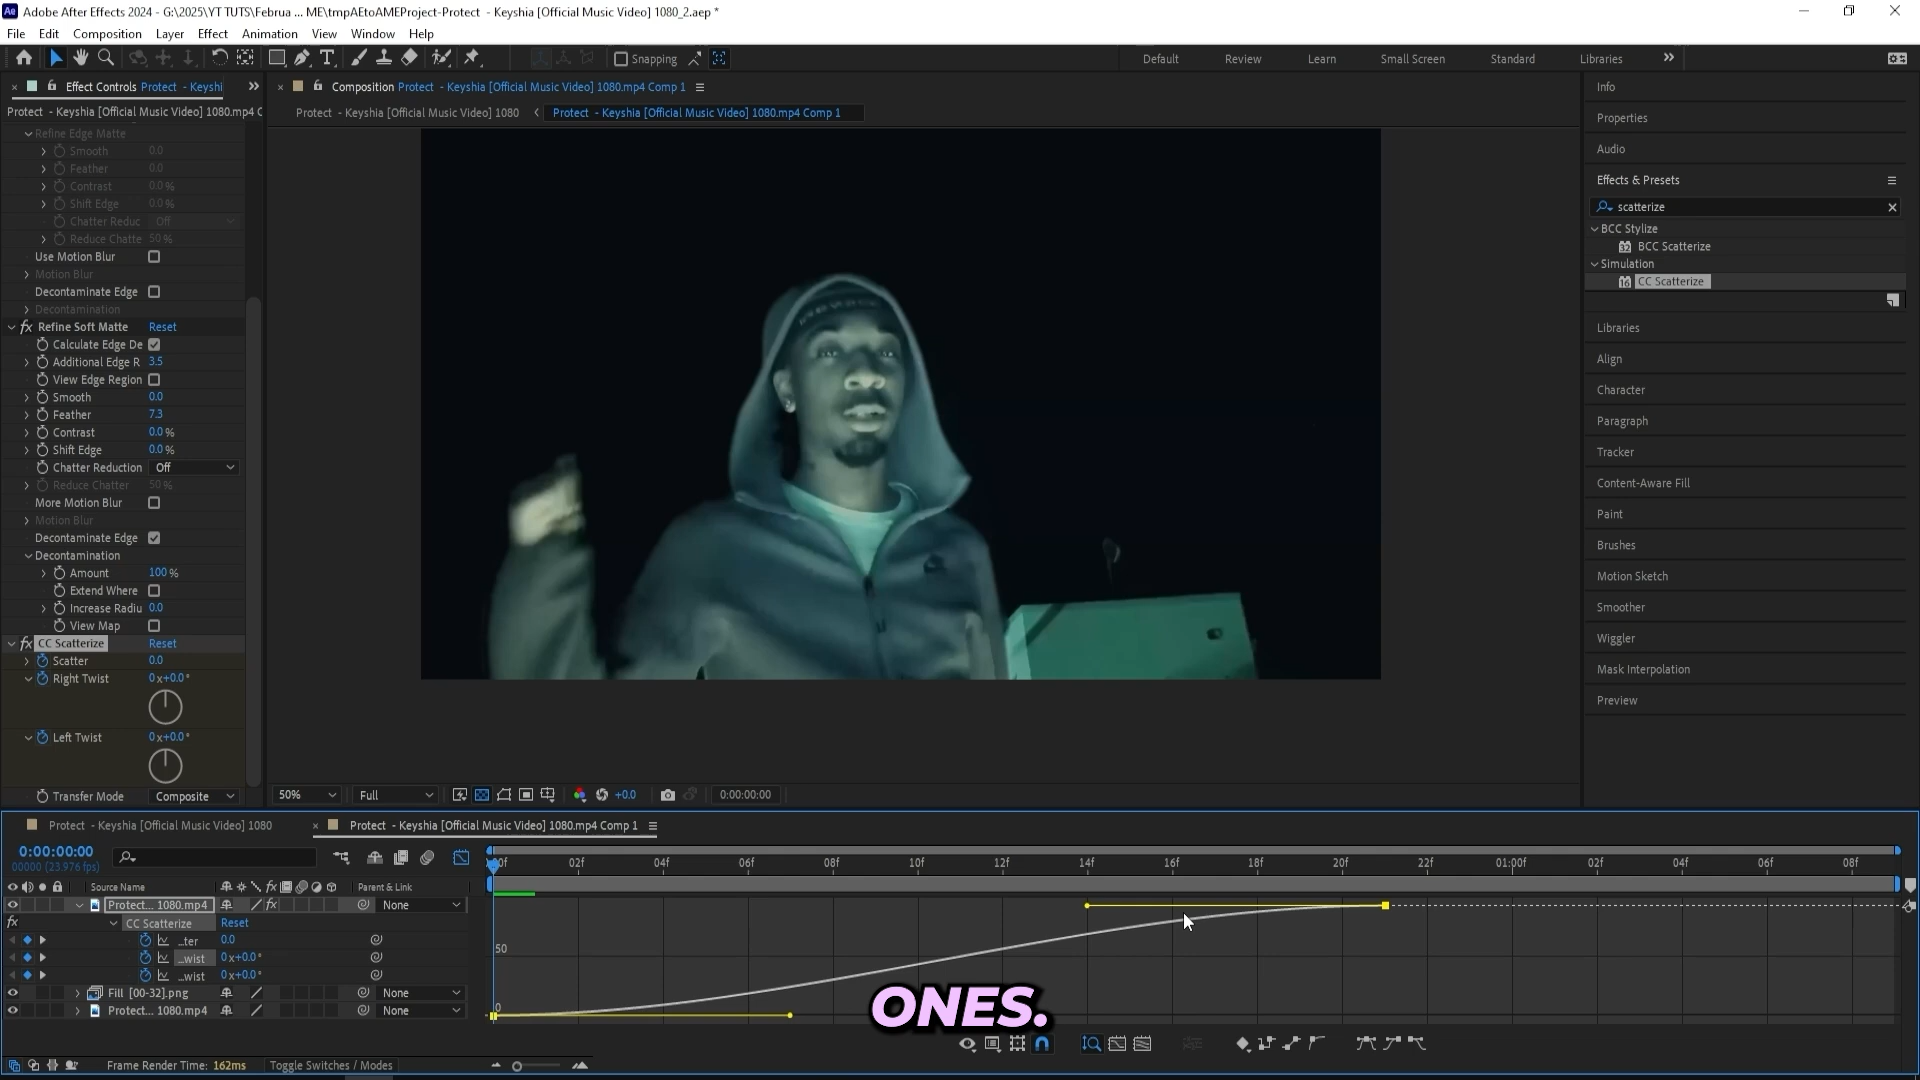 Adobe After Effects 2024 - G:\2025\YT TUTS\Februa ... ME\tmpAEtoAMEProject-Protect - Keyshia [Official Music Video] 1080_2.aep *
File Edit Composition Layer Effect Animation View Window Help
Snapping
Default Review Learn Small Screen Standard Libraries
Effect Controls Protect - Keyshi
Protect - Keyshia [Official Music Video] 1080.mp4 C
Refine Edge Matte
Smooth 0.0
Feather 0.0
Contrast 0.0 %
Shift Edge 0.0 %
Chatter Reduc Off
Reduce Chatte 50 %
Use Motion Blur
Motion Blur
Decontaminate Edge
Decontamination
fx Refine Soft Matte Reset
Calculate Edge De
Additional Edge R 3.5
View Edge Region
Smooth 0.0
Feather 7.3
Contrast 0.0 %
Shift Edge 0.0 %
Chatter Reduction Off
Reduce Chatter 50 %
More Motion Blur
Motion Blur
Decontaminate Edge
Decontamination
Amount 100 %
Extend Where
Increase Radiu 0.0
View Map
fx CC Scatterize Reset
Scatter 0.0
Right Twist 0 x+0.0 °
Left Twist 0 x+0.0 °
Transfer Mode Composite
Composition Protect - Keyshia [Official Music Video] 1080.mp4 Comp 1
Protect - Keyshia [Official Music Video] 1080 Protect - Keyshia [Official Music Video] 1080.mp4 Comp 1
50% Full +0.0 0:00:00:00
Info
Properties
Audio
Effects & Presets
scatterize
BCC Stylize
BCC Scatterize
Simulation
CC Scatterize
Libraries
Align
Character
Paragraph
Tracker
Content-Aware Fill
Paint
Brushes
Motion Sketch
Smoother
Wiggler
Mask Interpolation
Preview
Protect - Keyshia [Official Music Video] 1080 Protect - Keyshia [Official Music Video] 1080.mp4 Comp 1
0:00:00:00
00000 (23.976 fps)
02f 04f 06f 08f 10f 12f 14f 16f 18f 20f 22f 01:00f 02f 04f 06f 08f
Source Name Parent & Link
Protect... 1080.mp4 None
fx CC Scatterize Reset
...ter 0.0
...wist 0 x+0.0 °
...wist 0 x+0.0 °
Fill [00-32].png None
Protect... 1080.mp4 None
50
0
ONES.
Frame Render Time: 162ms Toggle Switches / Modes